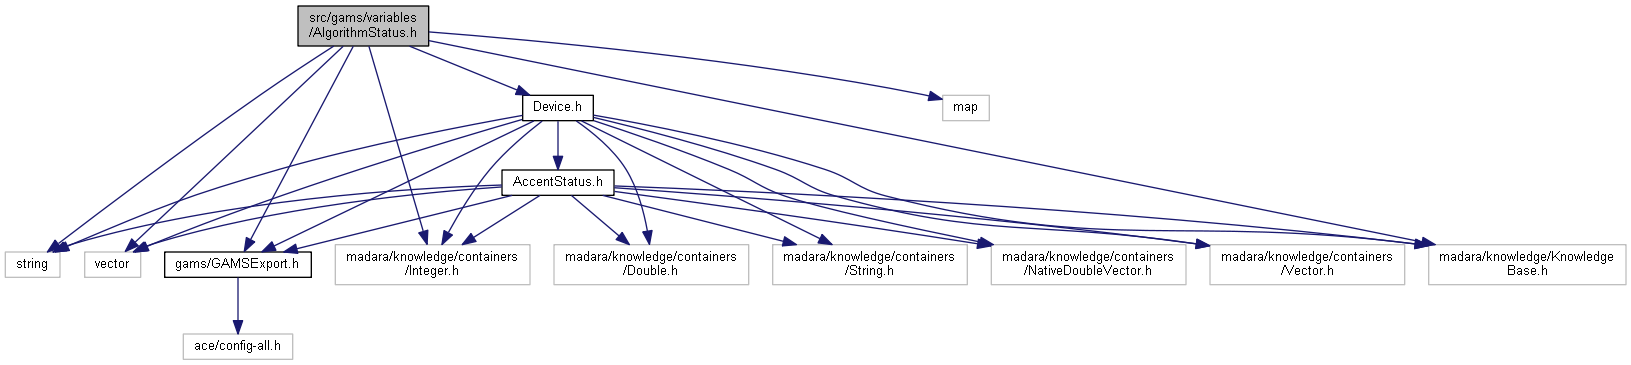 src/gams/variables
/AlgorithmStatus.h
Device.h
map
AccentStatus.h
string
vector
gams/GAMSExport.h
madara/knowledge/containers
/Integer.h
madara/knowledge/containers
/Double.h
madara/knowledge/containers
/String.h
madara/knowledge/containers
/NativeDoubleVector.h
madara/knowledge/containers
/Vector.h
madara/knowledge/Knowledge
Base.h
ace/config-all.h